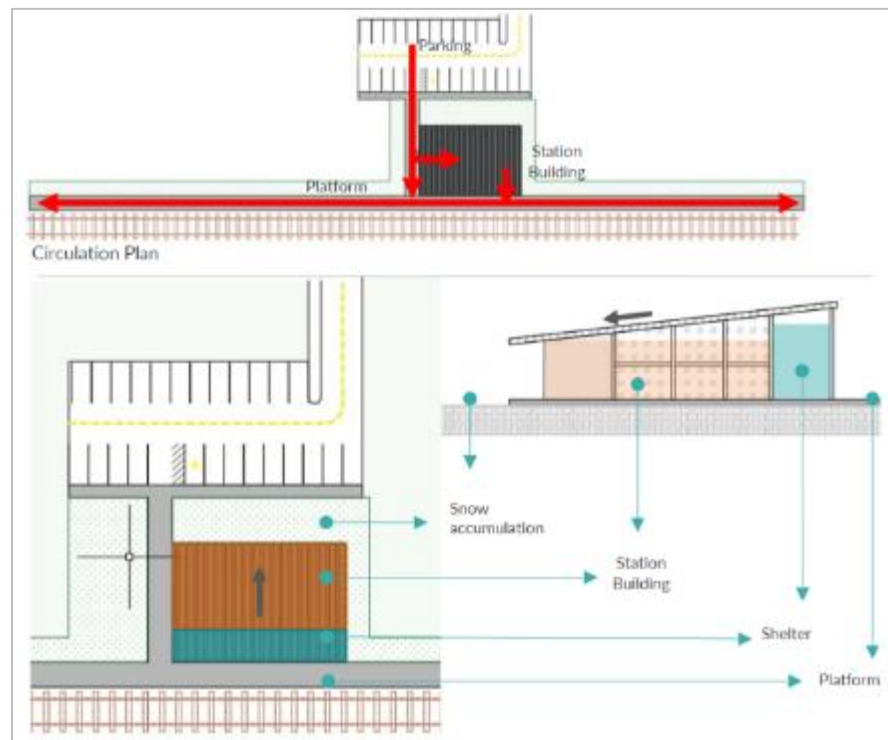 Parking
Station
Building
Platform
Circulation Plan
Snow
accumulation
Station
Building
Shelter
Platform